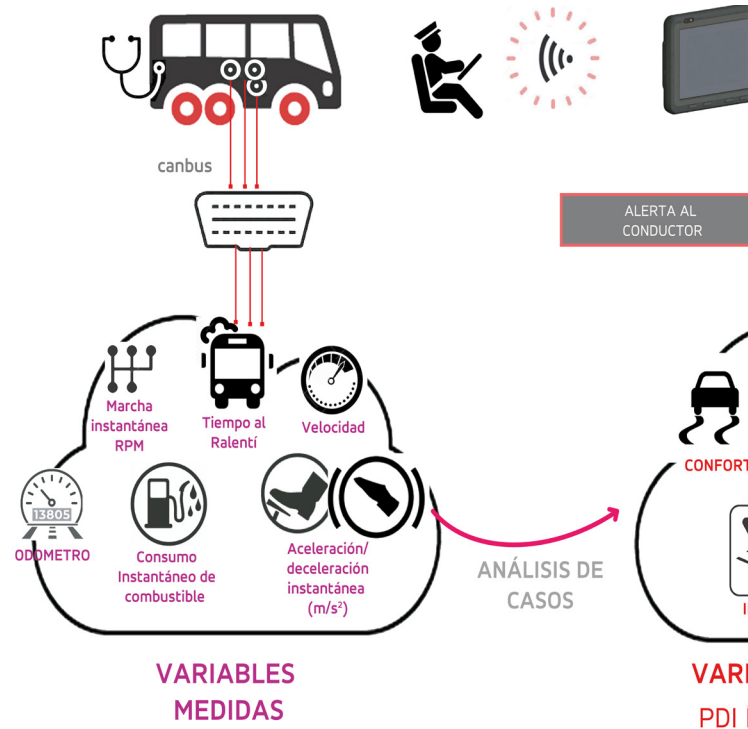 canbus
ALERTA AL
CONDUCTOR
Marcha
instantánea
RPM
Tiempo al
Ralentí
Velocidad
13805
ODOMETRO
Consumo
Instantáneo de
combustible
Aceleración/
deceleración
instantánea
(m/s²)
ANÁLISIS DE
CASOS
CONFORT
VARIABLES
MEDIDAS
PDI